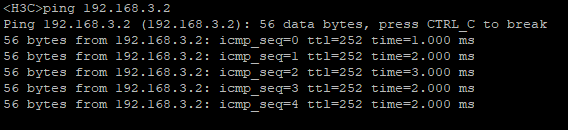 <H3C>ping 192.168.3.2
Ping 192.168.3.2 (192.168.3.2): 56 data bytes, press CTRL_C to break
56 bytes from 192.168.3.2: icmp_seq=0 ttl=252 time=1.000 ms
56 bytes from 192.168.3.2: icmp_seq=1 ttl=252 time=2.000 ms
56 bytes from 192.168.3.2: icmp_seq=2 ttl=252 time=3.000 ms
56 bytes from 192.168.3.2: icmp_seq=3 ttl=252 time=2.000 ms
56 bytes from 192.168.3.2: icmp_seq=4 ttl=252 time=2.000 ms